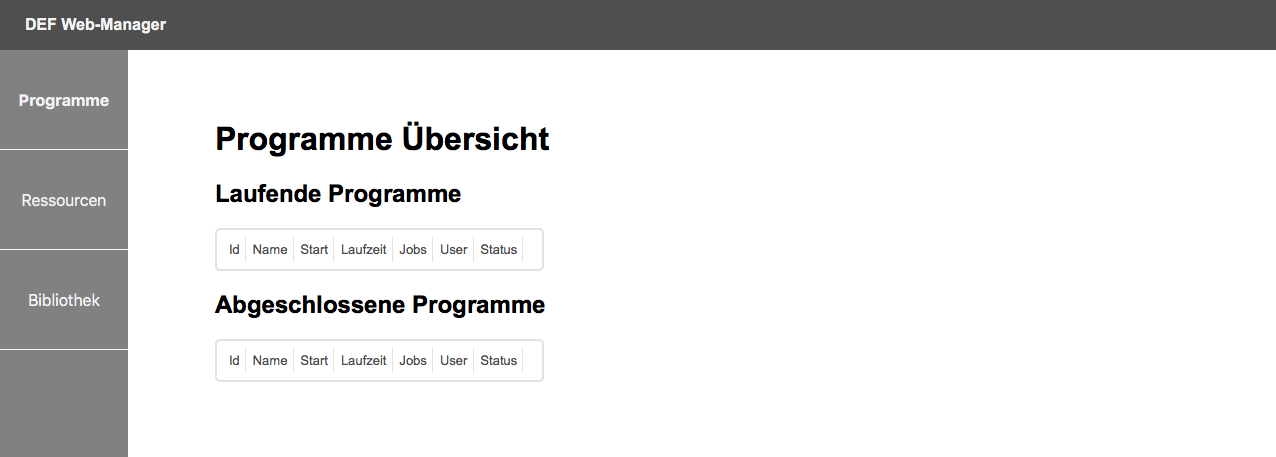 DEF Web-Manager
Programme
Ressourcen
Bibliothek
Programme Übersicht
Laufende Programme
Id Name Start Laufzeit Jobs User Status
Abgeschlossene Programme
Id Name Start Laufzeit Jobs User Status